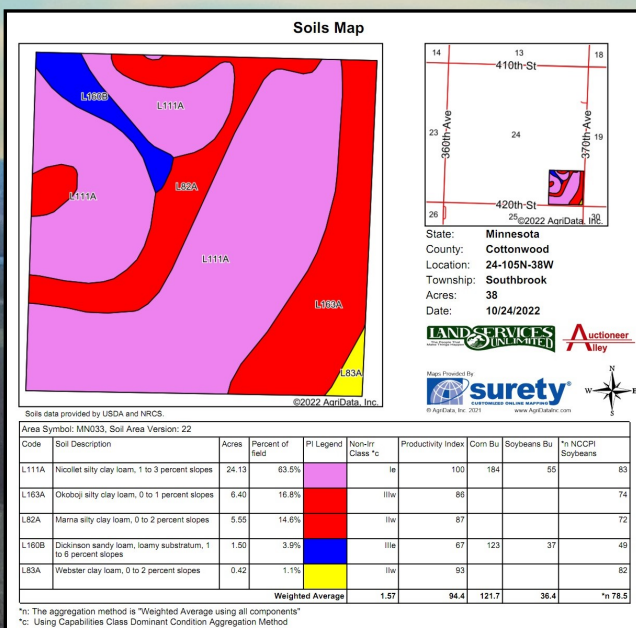 Soils Map
L160B
L111A
L82A
L111A
L111A
L163A
L83A
©2022 AgriData, Inc.
Soils data provided by USDA and NRCS.
14 13 18
410th St
360th Ave
370th Ave
23 24 19
420th St
26 25 30
©2022 AgriData, Inc.
State: Minnesota
County: Cottonwood
Location: 24-105N-38W
Township: Southbrook
Acres: 38
Date: 10/24/2022
LAND SERVICES
UNLIMITED
Auctioneer
Alley
Maps Provided By
surety®
CUSTOMIZED ONLINE MAPPING
© AgriData, Inc. 2021 www.AgriDataInc.com
N
W E
S
Area Symbol: MN033, Soil Area Version: 22
Code Soil Description Acres Percent of field PI Legend Non-Irr Class *c Productivity Index Corn Bu Soybeans Bu *n NCCPI Soybeans
L111A Nicollet silty clay loam, 1 to 3 percent slopes 24.13 63.5% Ie 100 184 55 83
L163A Okoboji silty clay loam, 0 to 1 percent slopes 6.40 16.8% IIIw 86 74
L82A Marna silty clay loam, 0 to 2 percent slopes 5.55 14.6% IIw 87 72
L160B Dickinson sandy loam, loamy substratum, 1 to 6 percent slopes 1.50 3.9% IIIe 67 123 37 49
L83A Webster clay loam, 0 to 2 percent slopes 0.42 1.1% IIw 93 82
Weighted Average 1.57 94.4 121.7 36.4 *n 78.5
*n: The aggregation method is "Weighted Average using all components"
*c: Using Capabilities Class Dominant Condition Aggregation Method